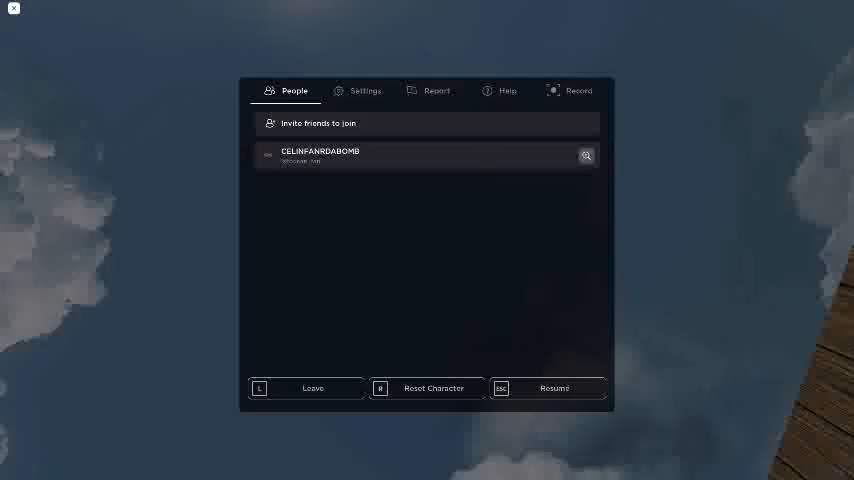 People
Settings
Report
Help
Record
Invite friends to join
CELINFANRDABOMB
L Leave
R Reset Character
ESC Resume